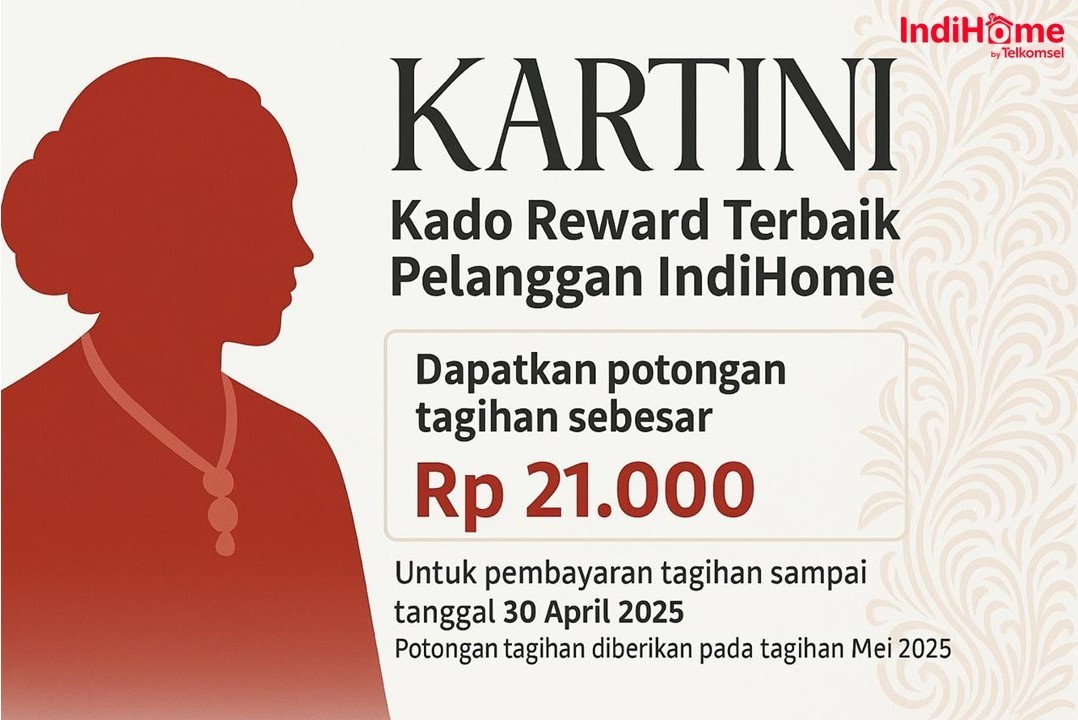 IndiHome
by Telkomsel
KARTINI
Kado Reward Terbaik
Pelanggan IndiHome
Dapatkan potongan
tagihan sebesar
Rp 21.000
Untuk pembayaran tagihan sampai
tanggal 30 April 2025
Potongan tagihan diberikan pada tagihan Mei 2025